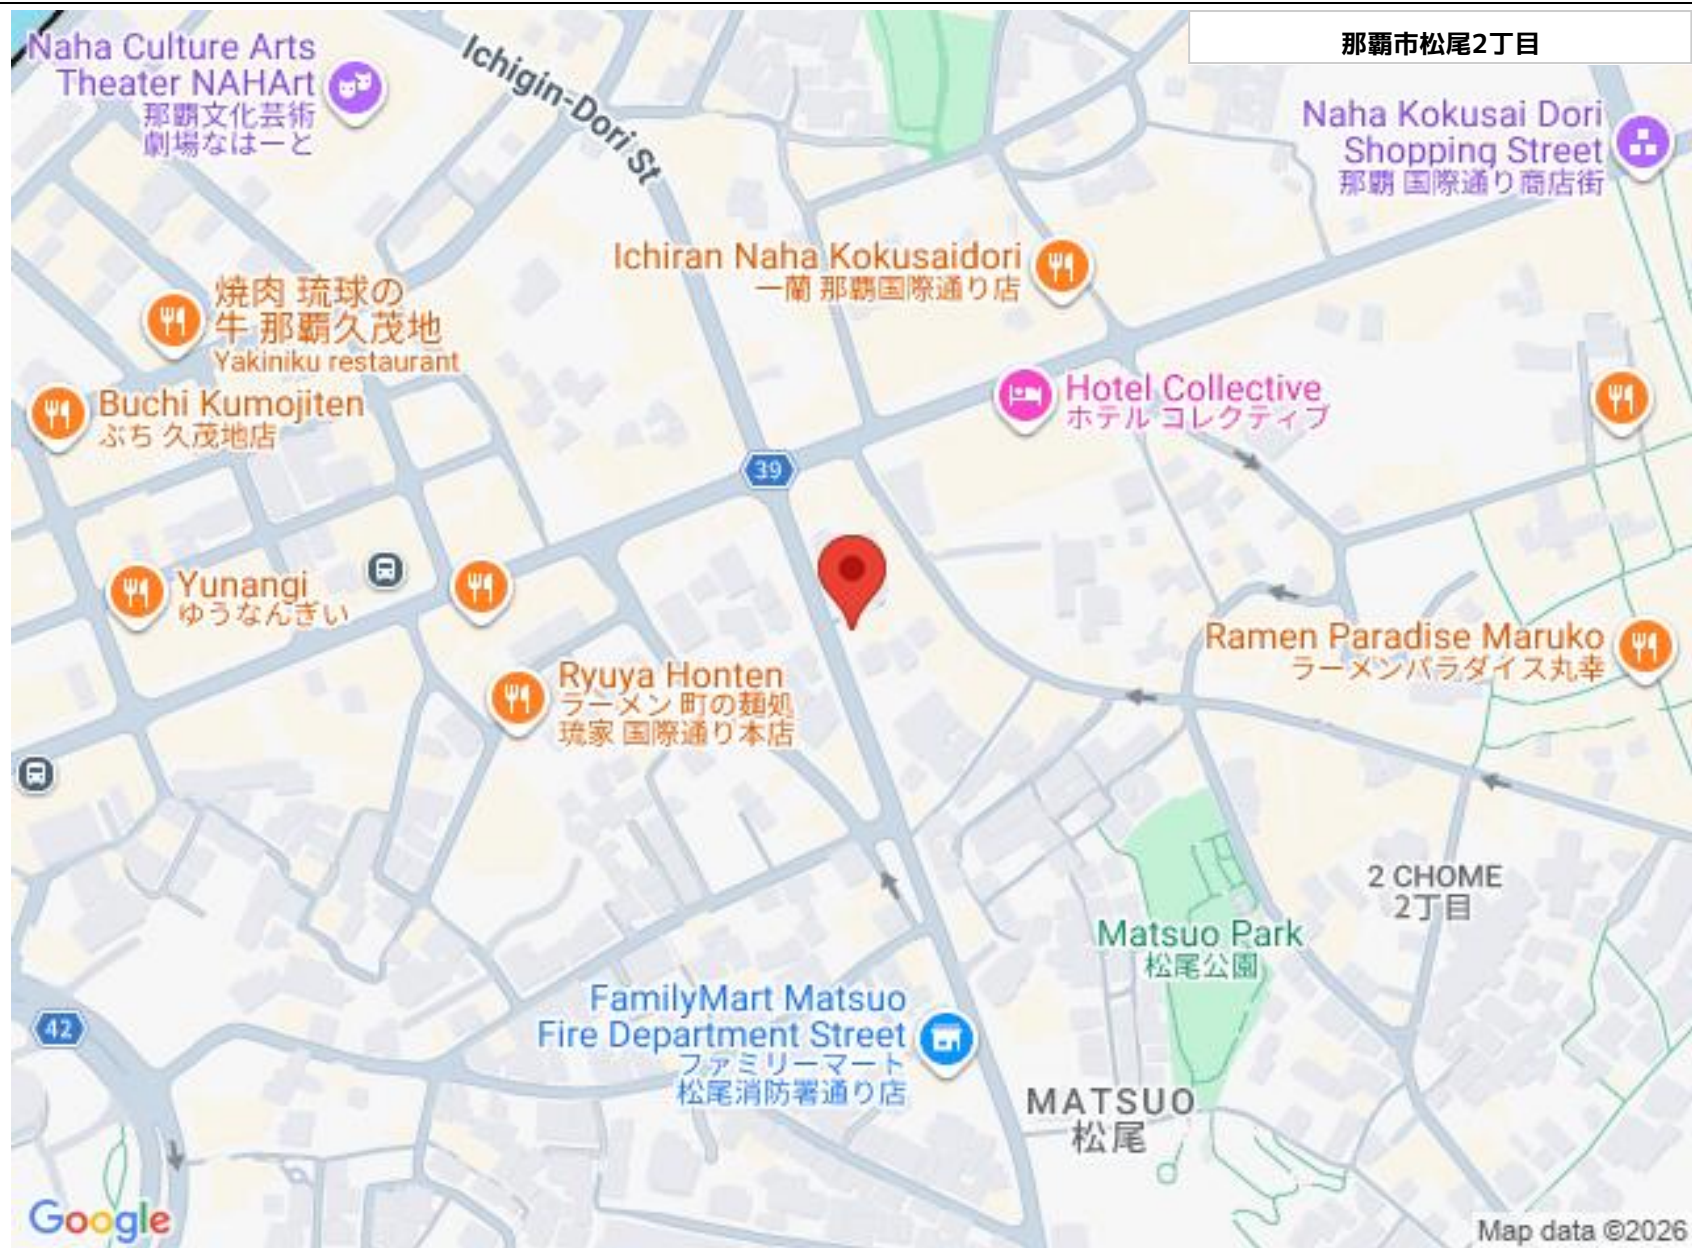 那覇市松尾2丁目
Naha Culture Arts
Theater NAHArt
那覇文化芸術
劇場なはーと
Ichigin-Dori St
Naha Kokusai Dori
Shopping Street
那覇 国際通り商店街
Ichiran Naha Kokusaidori
一蘭 那覇国際通り店
焼肉 琉球の
牛 那覇久茂地
Yakiniku restaurant
Buchi Kumojiten
ぶち 久茂地店
Hotel Collective
ホテル コレクティブ
39
Yunangi
ゆうなんぎい
Ramen Paradise Maruko
ラーメンパラダイス丸幸
Ryuya Honten
ラーメン 町の麺処
琉家 国際通り本店
2 CHOME
2丁目
Matsuo Park
松尾公園
FamilyMart Matsuo
Fire Department Street
ファミリーマート
松尾消防署通り店
42
MATSUO
松尾
Google
Map data ©2026